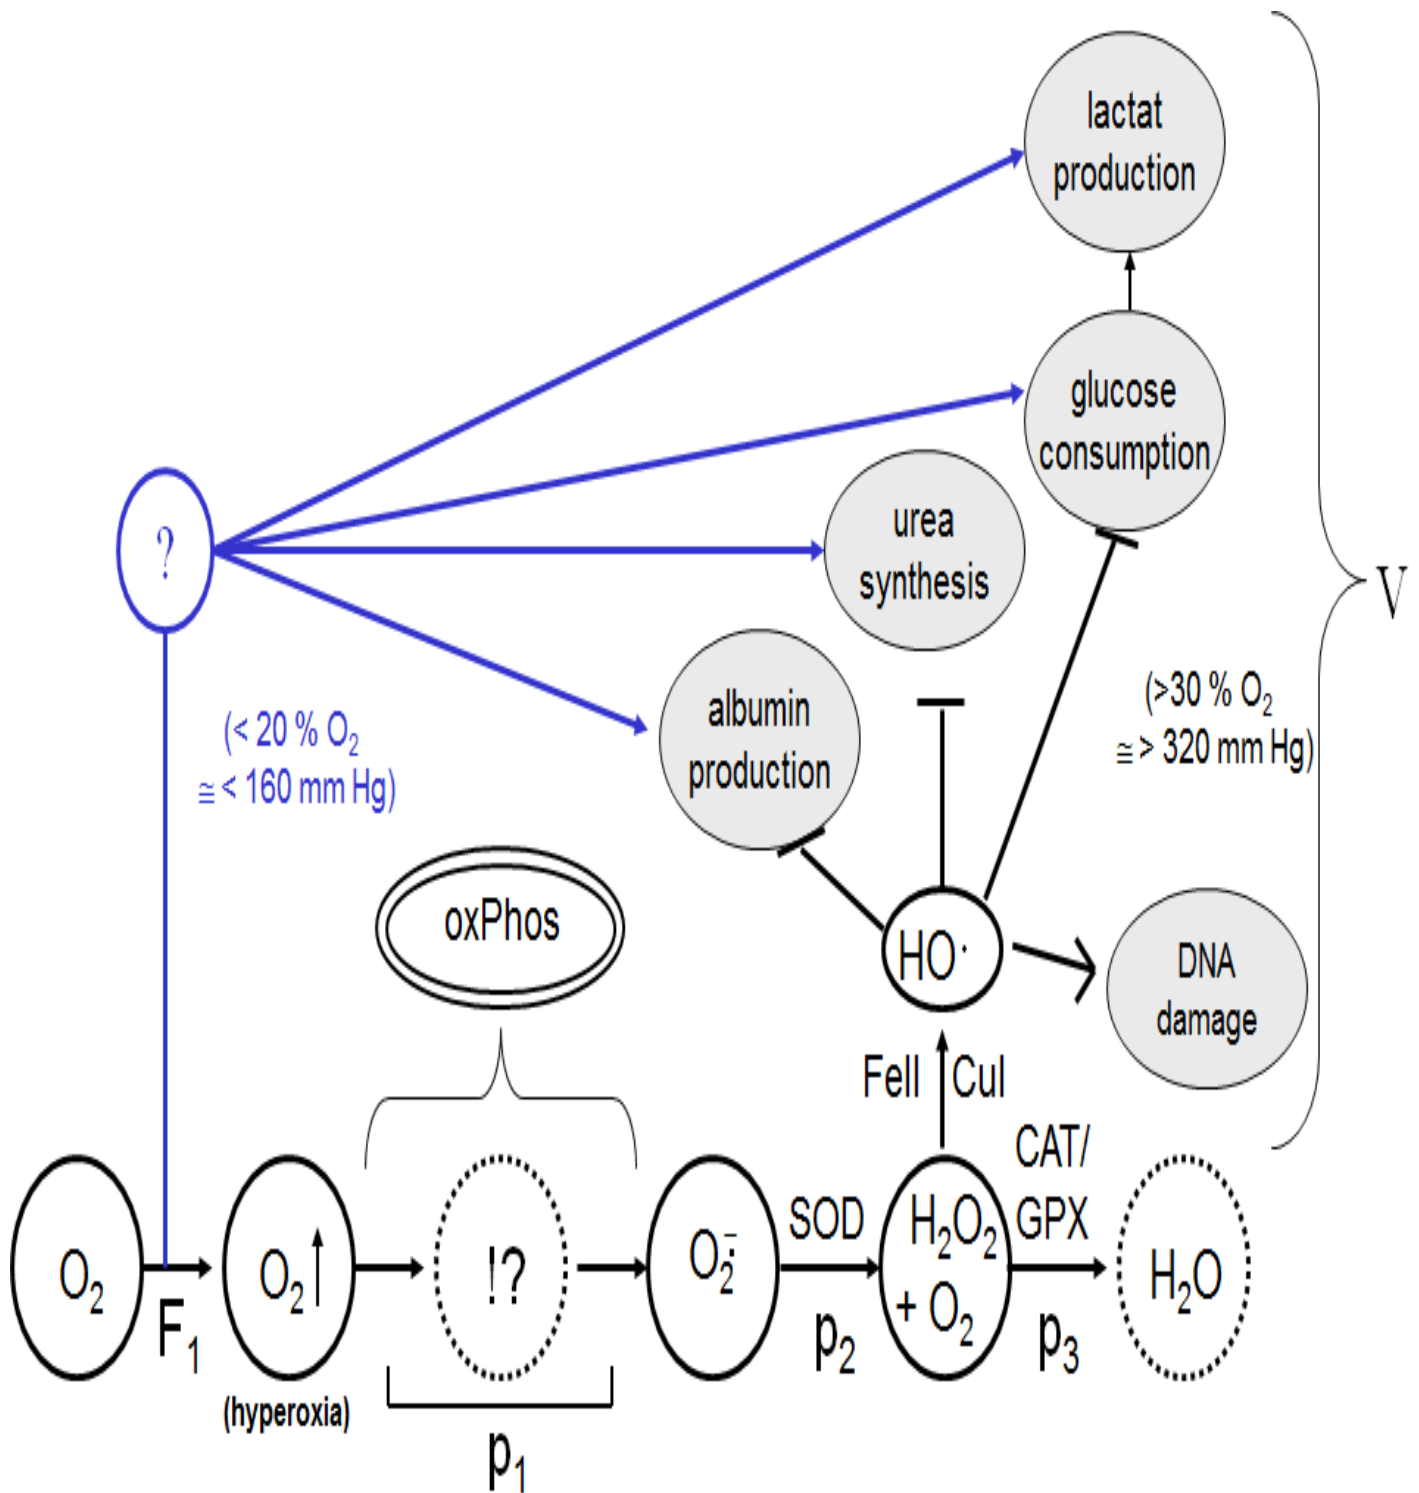 lactat
production
glucose
consumption
urea
synthesis
?
V
albumin
production
(>30 % O₂
≅ > 320 mm Hg)
(< 20 % O₂
≅ < 160 mm Hg)
oxPhos
HO·
DNA
damage
FeII
CuI
CAT/
GPX
SOD
O₂
F₁
O₂↑
(hyperoxia)
!?
p₁
O₂·̄
p₂
H₂O₂
+ O₂
p₃
H₂O